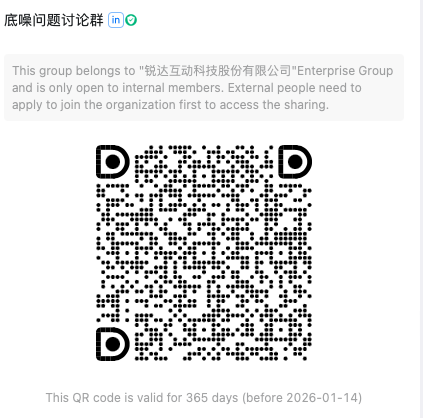 底噪问题讨论群 in
This group belongs to "锐达互动科技股份有限公司"Enterprise Group
and is only open to internal members. External people need to
apply to join the organization first to access the sharing.
This QR code is valid for 365 days (before 2026-01-14)